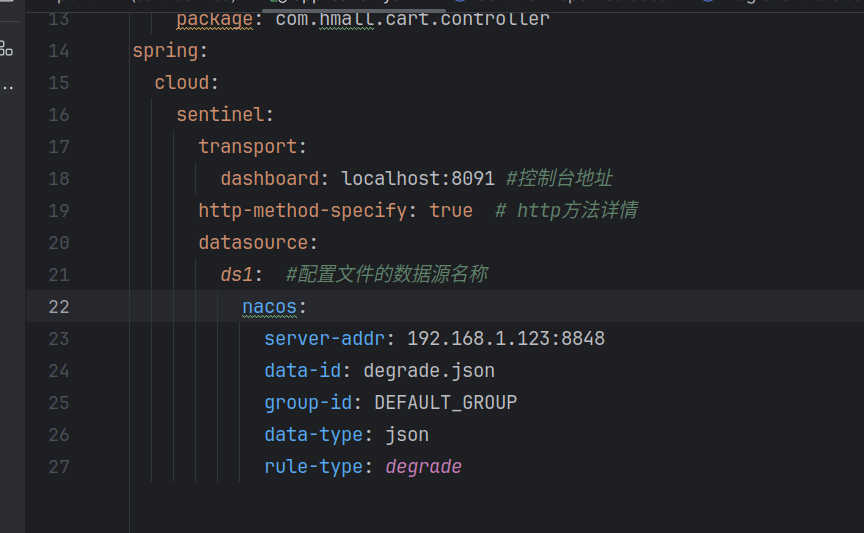 13 package: com.hmall.cart.controller
14 spring:
15 cloud:
16 sentinel:
17 transport:
18 dashboard: localhost:8091 #控制台地址
19 http-method-specify: true # http方法详情
20 datasource:
21 ds1: #配置文件的数据源名称
22 nacos:
23 server-addr: 192.168.1.123:8848
24 data-id: degrade.json
25 group-id: DEFAULT_GROUP
26 data-type: json
27 rule-type: degrade